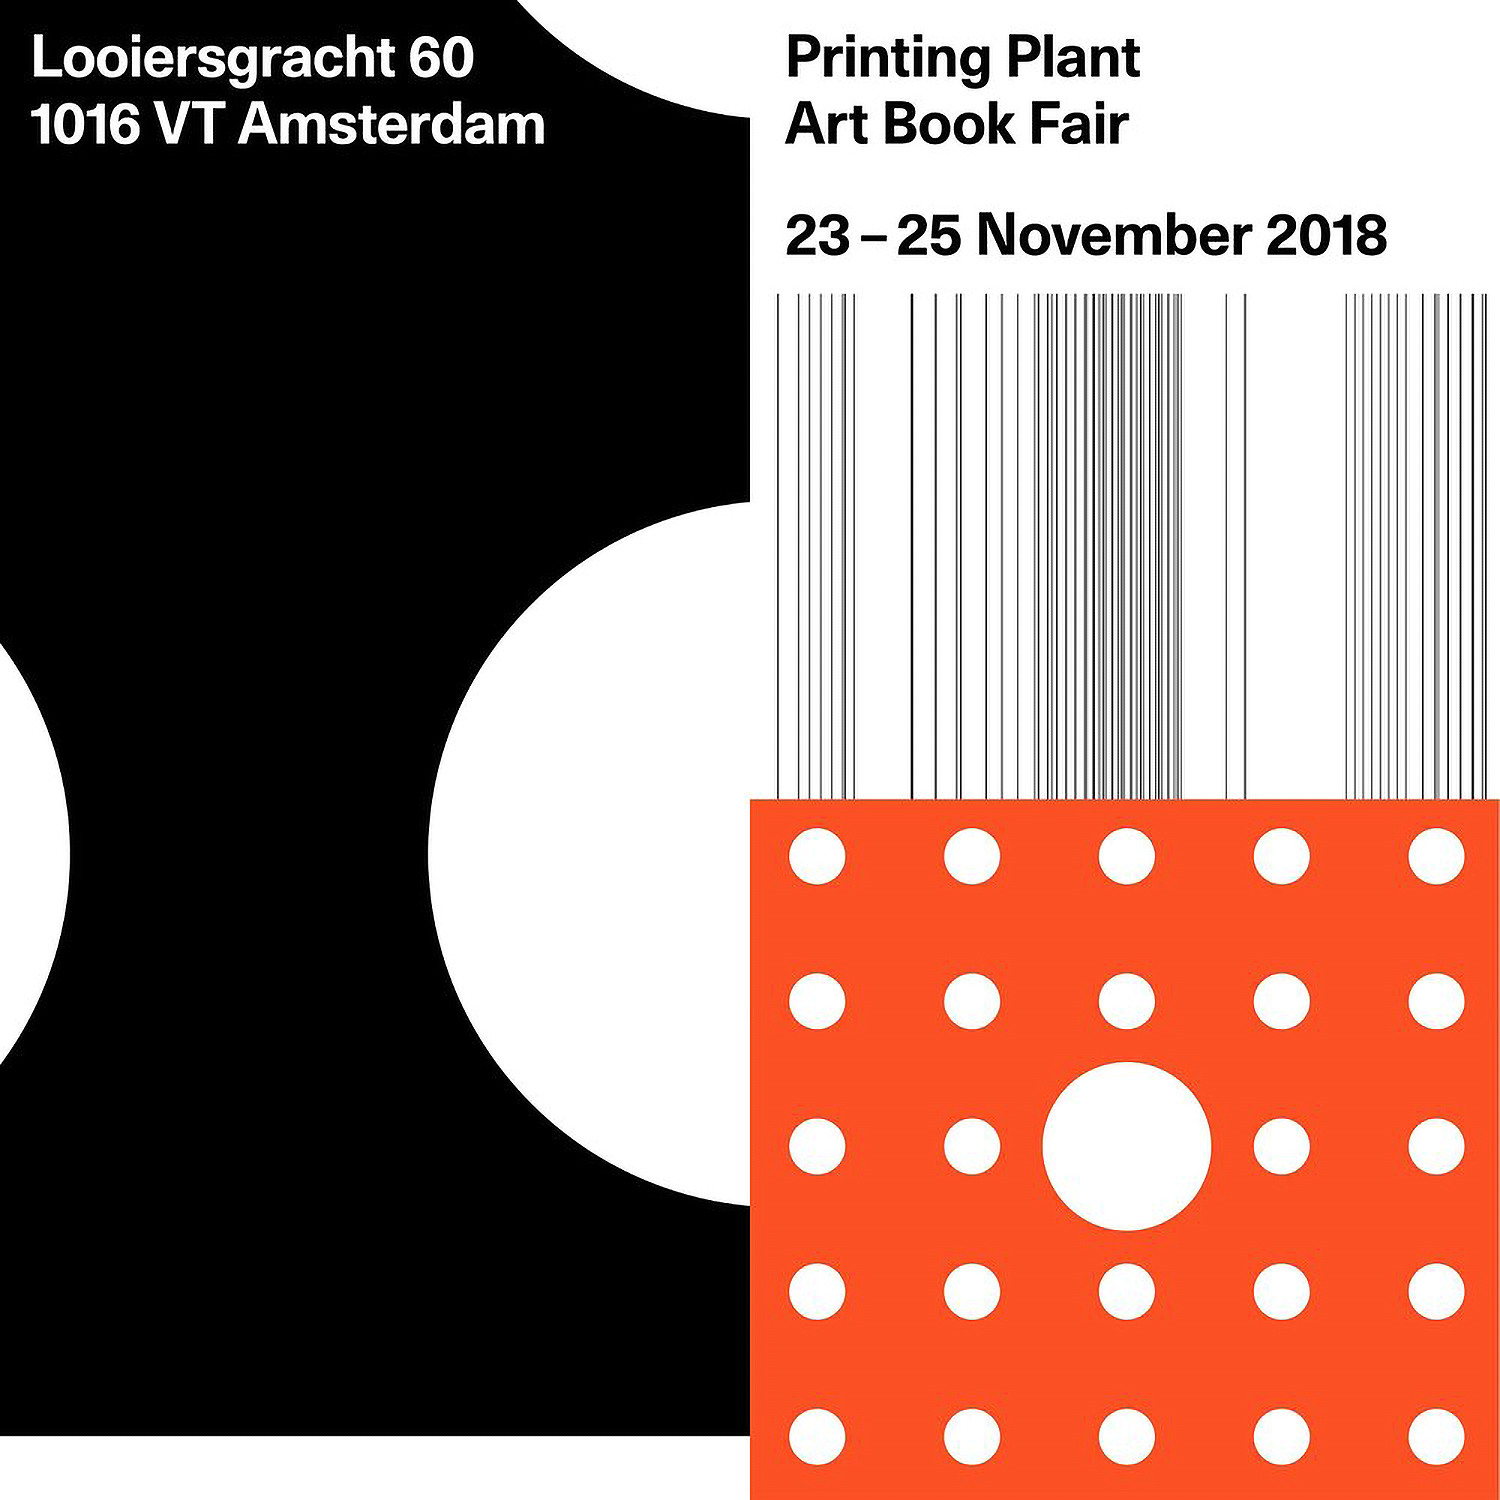 Looiersgracht 60
1016 VT Amsterdam
Printing Plant
Art Book Fair
23 – 25 November 2018